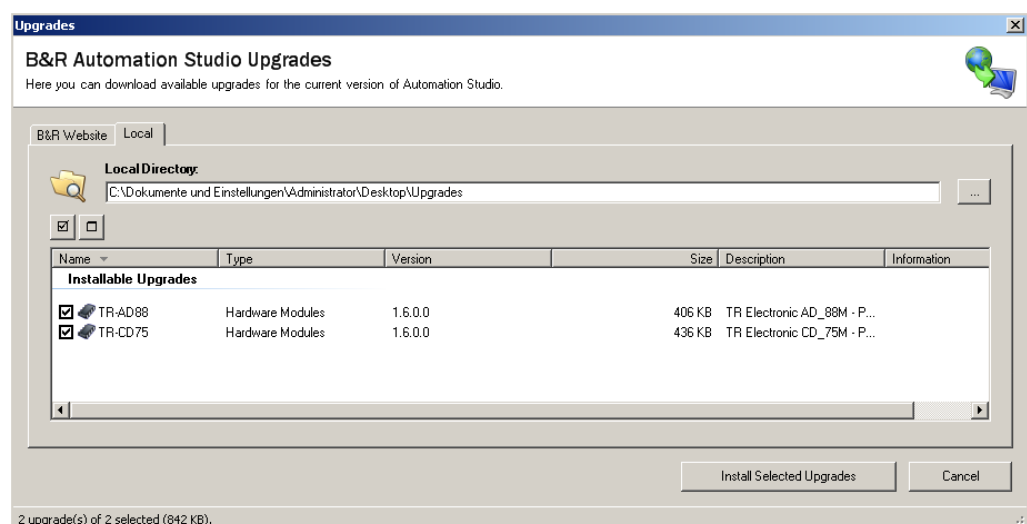 Upgrades
B&R Automation Studio Upgrades
Here you can download available upgrades for the current version of Automation Studio.
B&R Website Local
Local Directory:
C:\Dokumente und Einstellungen\Administrator\Desktop\Upgrades ...
Name Type Version Size Description Information
Installable Upgrades
TR-AD88 Hardware Modules 1.6.0.0 406 KB TR Electronic AD_88M - P...
TR-CD75 Hardware Modules 1.6.0.0 436 KB TR Electronic CD_75M - P...
Install Selected Upgrades Cancel
2 upgrade(s) of 2 selected (842 KB).